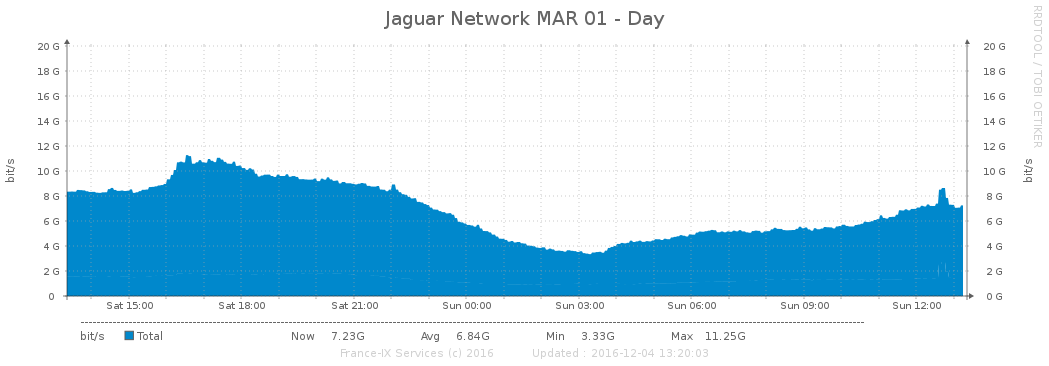 Jaguar Network MAR 01 - Day
RRDTOOL / TOBI OETIKER
bit/s
bit/s
20 G 20 G
18 G 18 G
16 G 16 G
14 G 14 G
12 G 12 G
10 G 10 G
8 G 8 G
6 G 6 G
4 G 4 G
2 G 2 G
0 0 G
Sat 15:00 Sat 18:00 Sat 21:00 Sun 00:00 Sun 03:00 Sun 06:00 Sun 09:00 Sun 12:00
bit/s Total Now 7.23G Avg 6.84G Min 3.33G Max 11.25G
France-IX Services (c) 2016 Updated : 2016-12-04 13:20:03